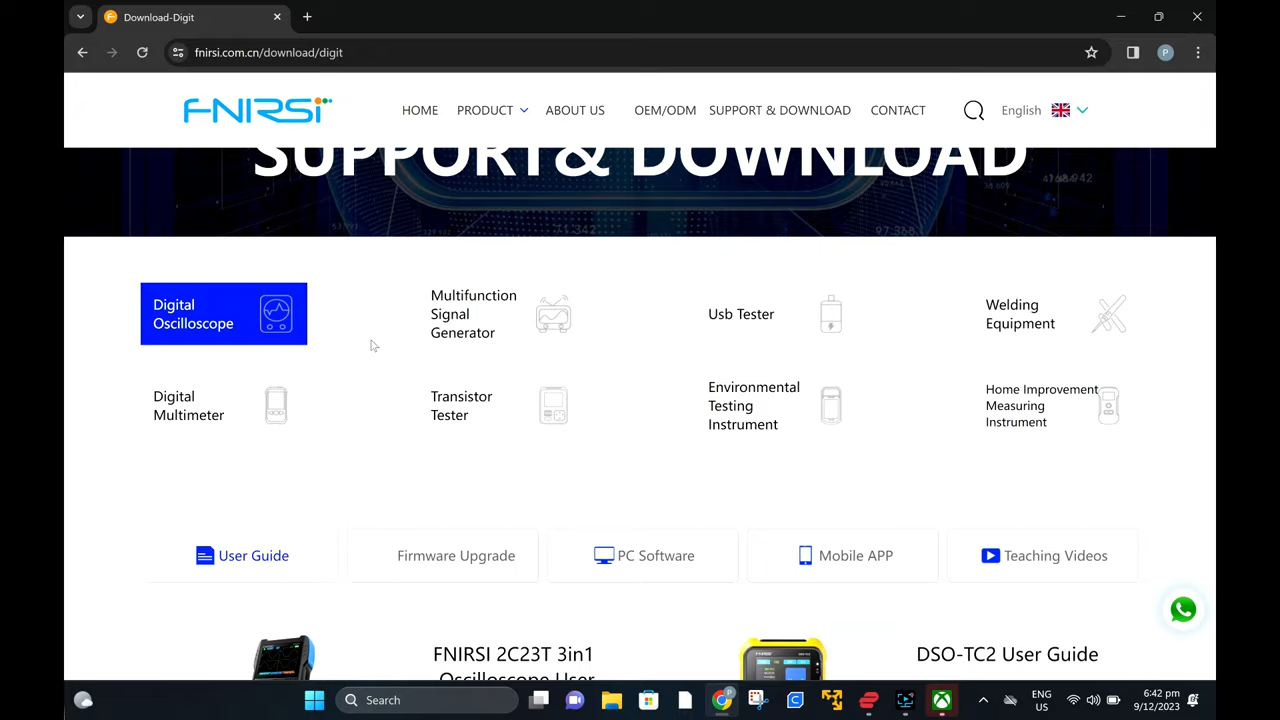 Download-Digit
fnirsi.com.cn/download/digit
FNIRSI
HOME PRODUCT ABOUT US OEM/ODM SUPPORT & DOWNLOAD CONTACT English
SUPPORT& DOWNLOAD
Digital
Oscilloscope
Multifunction
Signal
Generator
Usb Tester
Welding
Equipment
Digital
Multimeter
Transistor
Tester
Environmental
Testing
Instrument
Home Improvement
Measuring
Instrument
User Guide
Firmware Upgrade
PC Software
Mobile APP
Teaching Videos
FNIRSI 2C23T 3in1
Oscilloscope User
DSO-TC2 User Guide
Search
ENG
US
6:42 pm
9/12/2023